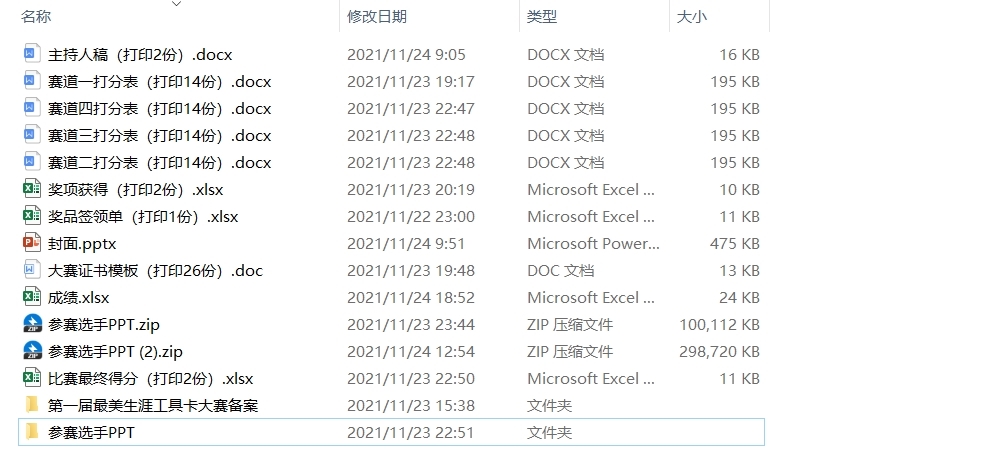 名称 修改日期 类型 大小
主持人稿（打印2份）.docx 2021/11/24 9:05 DOCX 文档 16 KB
赛道一打分表（打印14份）.docx 2021/11/23 19:17 DOCX 文档 195 KB
赛道四打分表（打印14份）.docx 2021/11/23 22:47 DOCX 文档 195 KB
赛道三打分表（打印14份）.docx 2021/11/23 22:48 DOCX 文档 195 KB
赛道二打分表（打印14份）.docx 2021/11/23 22:48 DOCX 文档 195 KB
奖项获得（打印2份）.xlsx 2021/11/23 20:19 Microsoft Excel ... 10 KB
奖品签领单（打印1份）.xlsx 2021/11/22 23:00 Microsoft Excel ... 11 KB
封面.pptx 2021/11/24 9:51 Microsoft Power... 475 KB
大赛证书模板（打印26份）.doc 2021/11/23 19:48 DOC 文档 13 KB
成绩.xlsx 2021/11/24 18:52 Microsoft Excel ... 24 KB
参赛选手PPT.zip 2021/11/23 23:44 ZIP 压缩文件 100,112 KB
参赛选手PPT (2).zip 2021/11/24 12:54 ZIP 压缩文件 298,720 KB
比赛最终得分（打印2份）.xlsx 2021/11/23 22:50 Microsoft Excel ... 11 KB
第一届最美生涯工具卡大赛备案 2021/11/23 15:38 文件夹
参赛选手PPT 2021/11/23 22:51 文件夹